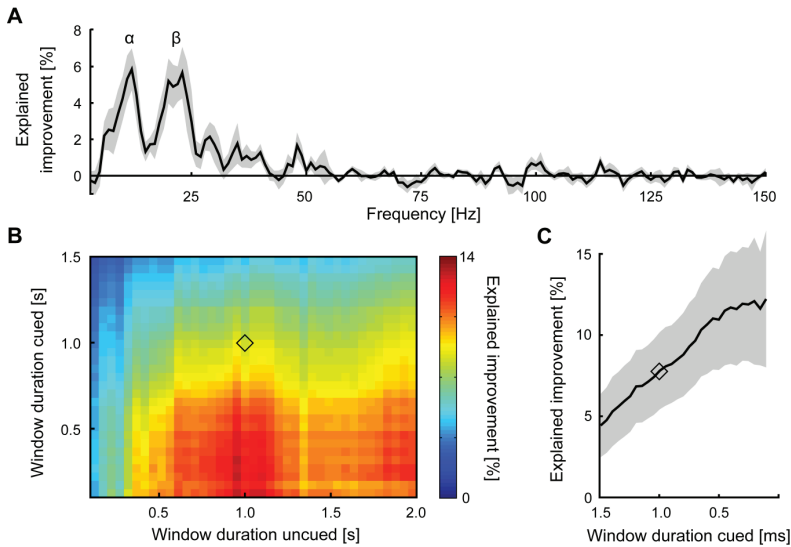 A
Explained improvement [%]
8
6
4
2
0
α
β
25
50
75
100
125
150
Frequency [Hz]
B
Window duration cued [s]
1.5
1.0
0.5
0.5
1.0
1.5
2.0
Window duration uncued [s]
14
0
Explained improvement [%]
C
Explained improvement [%]
15
10
5
0
1.5
1.0
0.5
Window duration cued [ms]